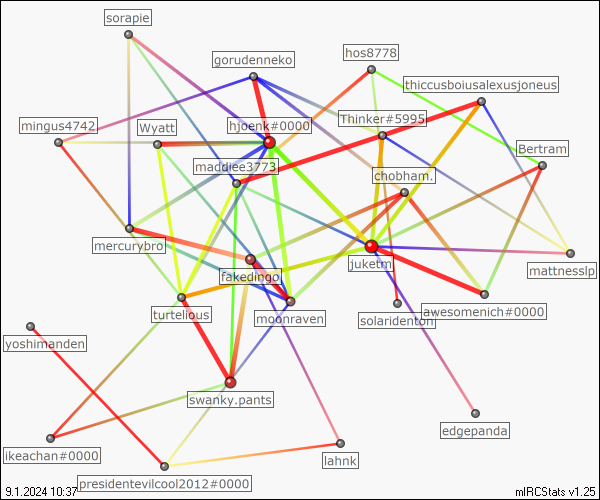 sorapie
gorudenneko
hos8778
thiccusboiusalexusjoneus
mingus4742
Wyatt
hjoenk#0000
Thinker#5995
Bertram
maddiee3773
chobham.
mercurybro
fakedingo
juketm
mattnesslp
turtelious
moonraven
solaridenton
awesomenich#0000
yoshimanden
swanky.pants
edgepanda
ikeachan#0000
lahnk
presidentevilcool2012#0000
9.1.2024 10:37
mIRCStats v1.25